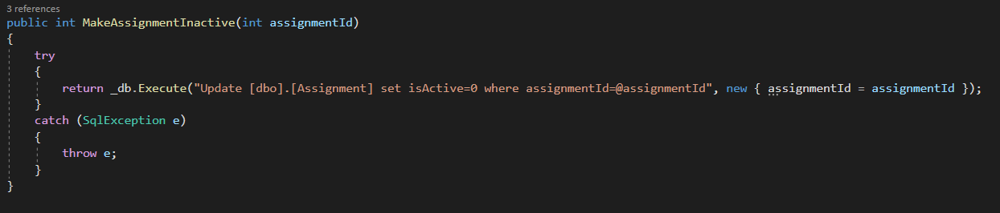 3 references
public int MakeAssignmentInactive(int assignmentId)
{
    try
    {
        return _db.Execute("Update [dbo].[Assignment] set isActive=0 where assignmentId=@assignmentId", new { assignmentId = assignmentId });
    }
    catch (SqlException e)
    {
        throw e;
    }
}